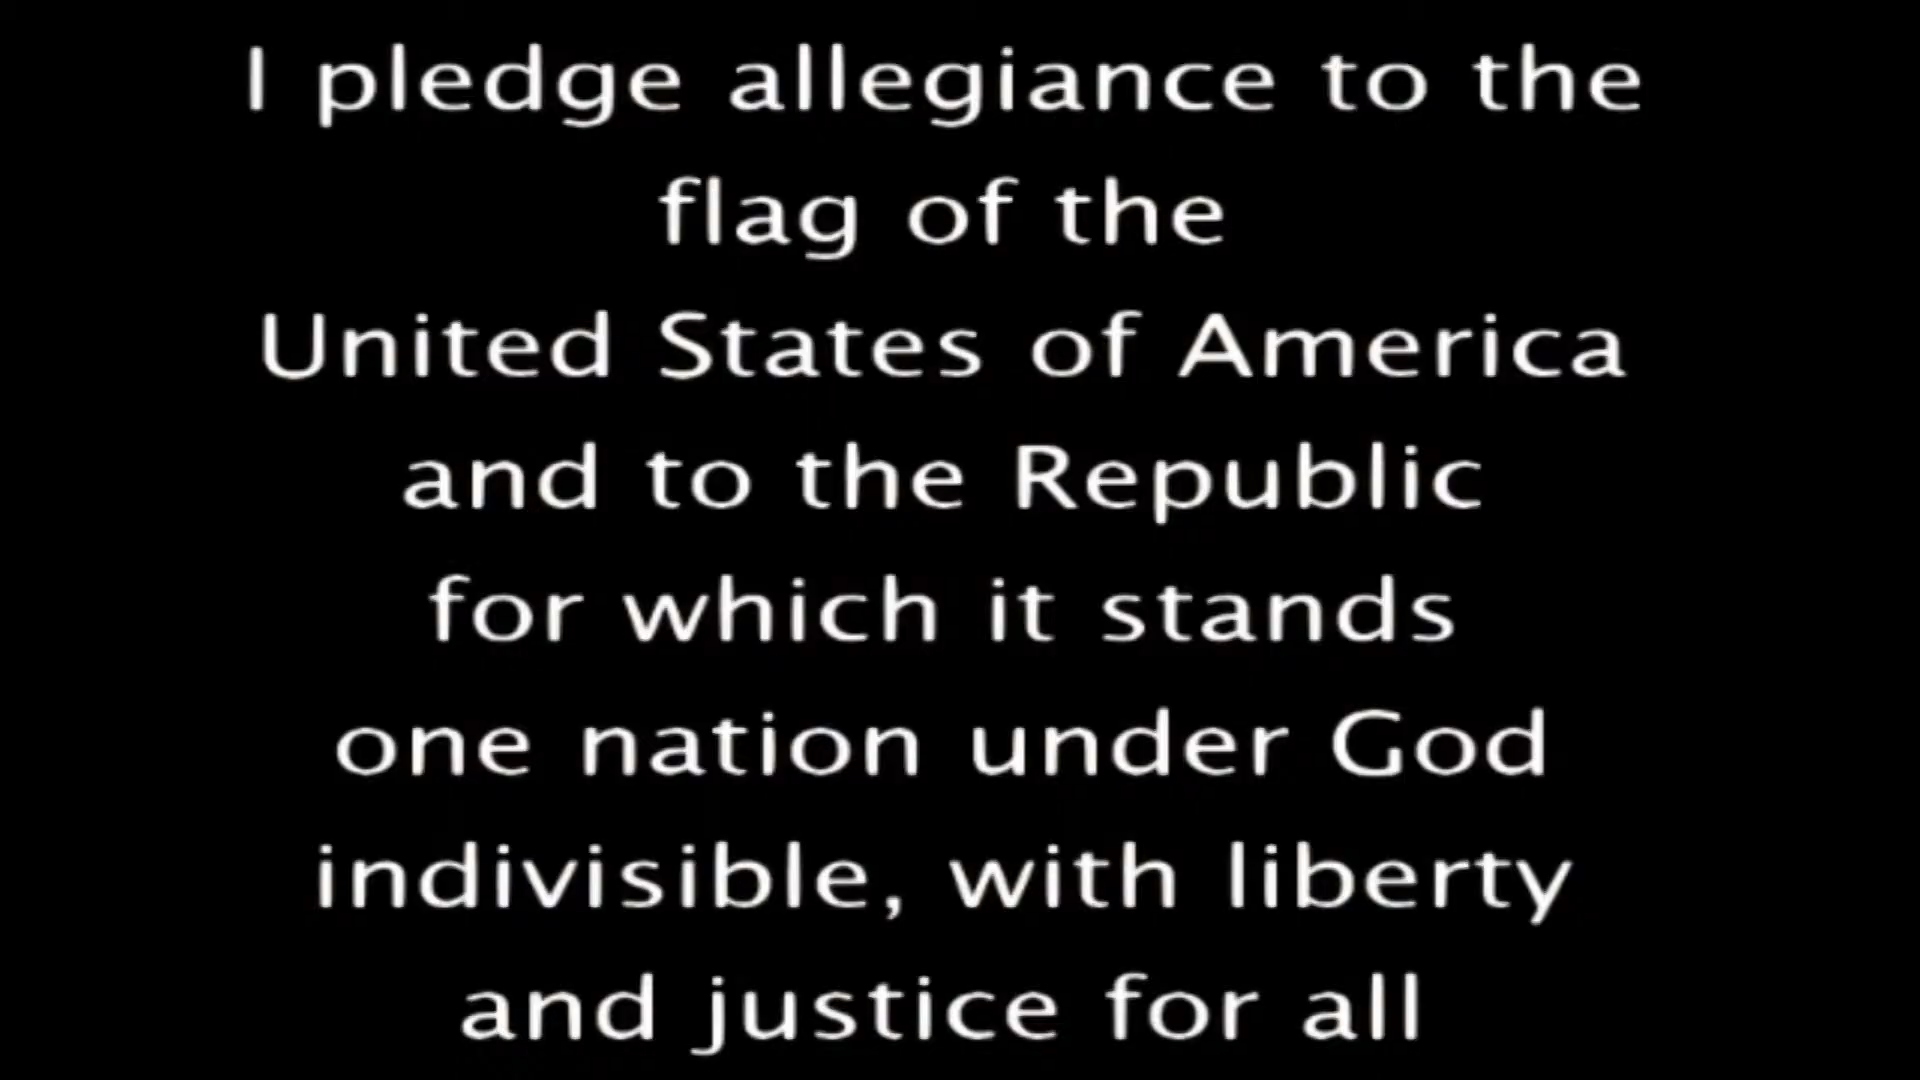 I pledge allegiance to the
flag of the
United States of America
and to the Republic
for which it stands
one nation under God
indivisible, with liberty
and justice for all